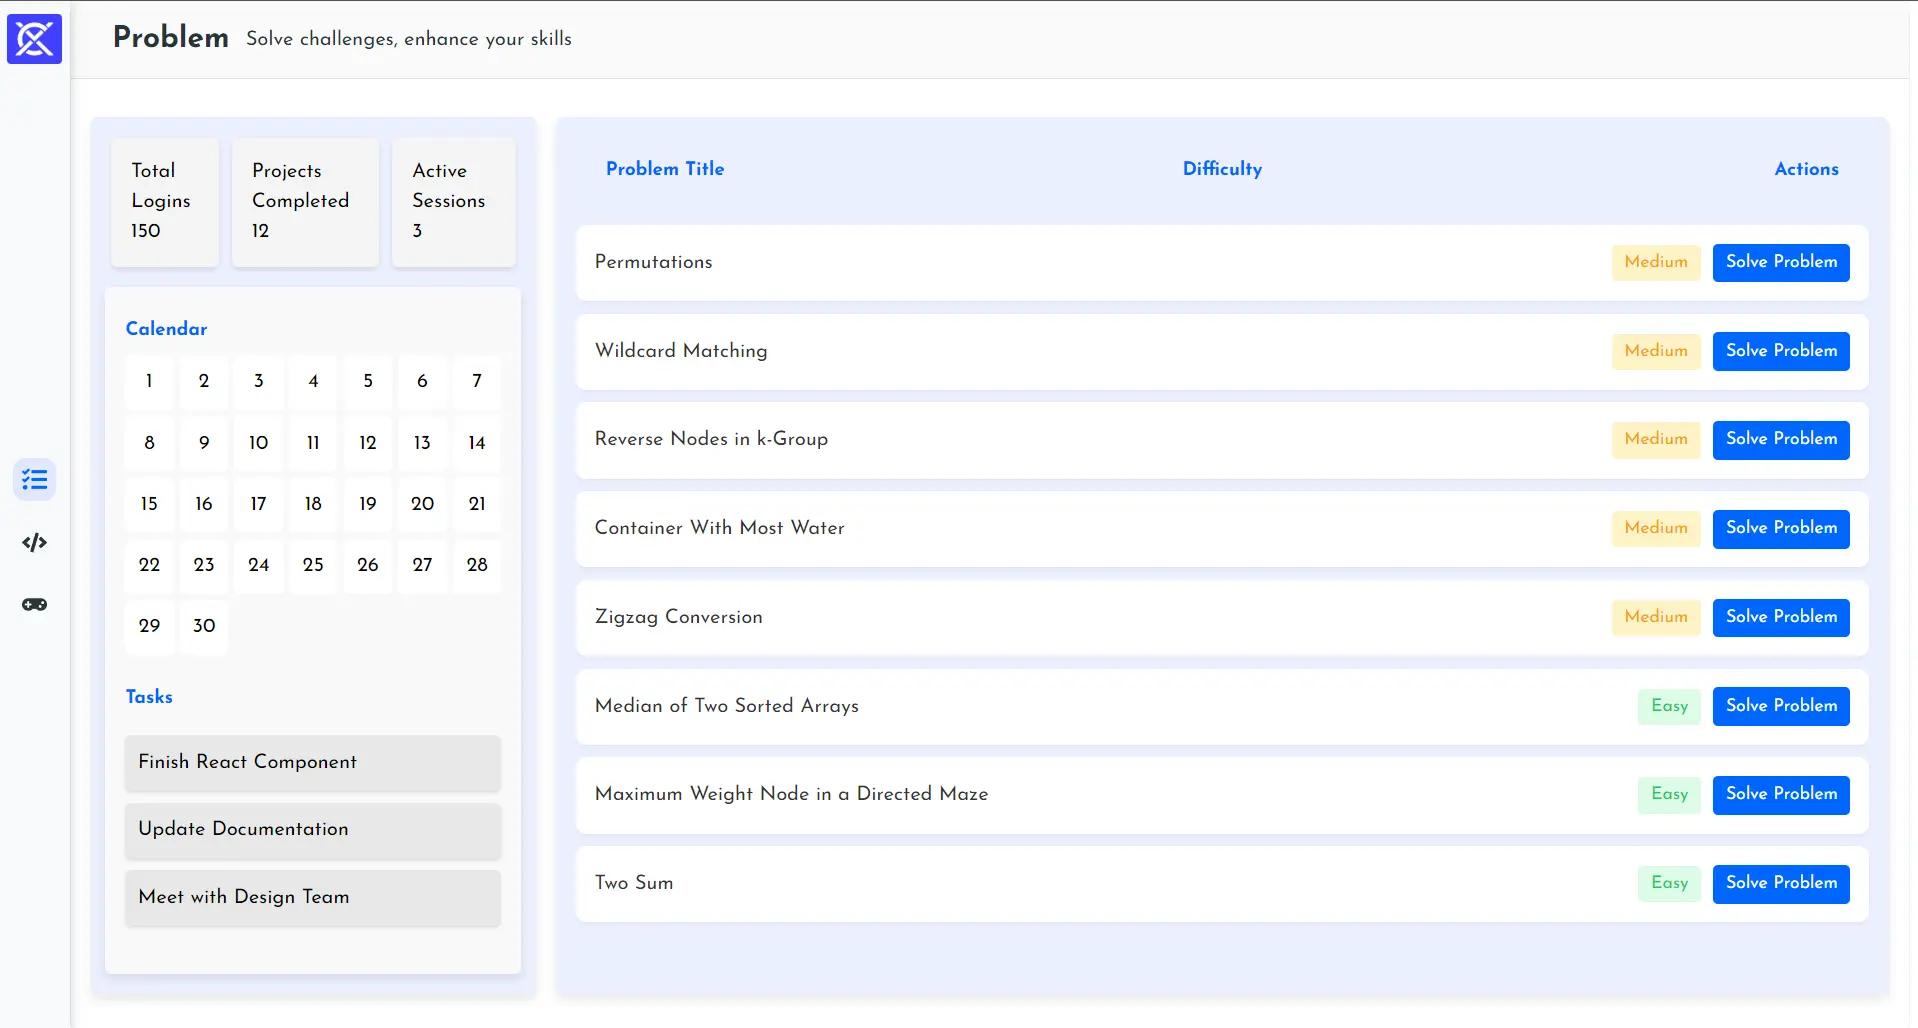 Problem Solve challenges, enhance your skills
Total
Logins
150
Projects
Completed
12
Active
Sessions
3
Calendar
1 2 3 4 5 6 7
8 9 10 11 12 13 14
15 16 17 18 19 20 21
22 23 24 25 26 27 28
29 30
Tasks
Finish React Component
Update Documentation
Meet with Design Team
Problem Title Difficulty Actions
Permutations Medium Solve Problem
Wildcard Matching Medium Solve Problem
Reverse Nodes in k-Group Medium Solve Problem
Container With Most Water Medium Solve Problem
Zigzag Conversion Medium Solve Problem
Median of Two Sorted Arrays Easy Solve Problem
Maximum Weight Node in a Directed Maze Easy Solve Problem
Two Sum Easy Solve Problem